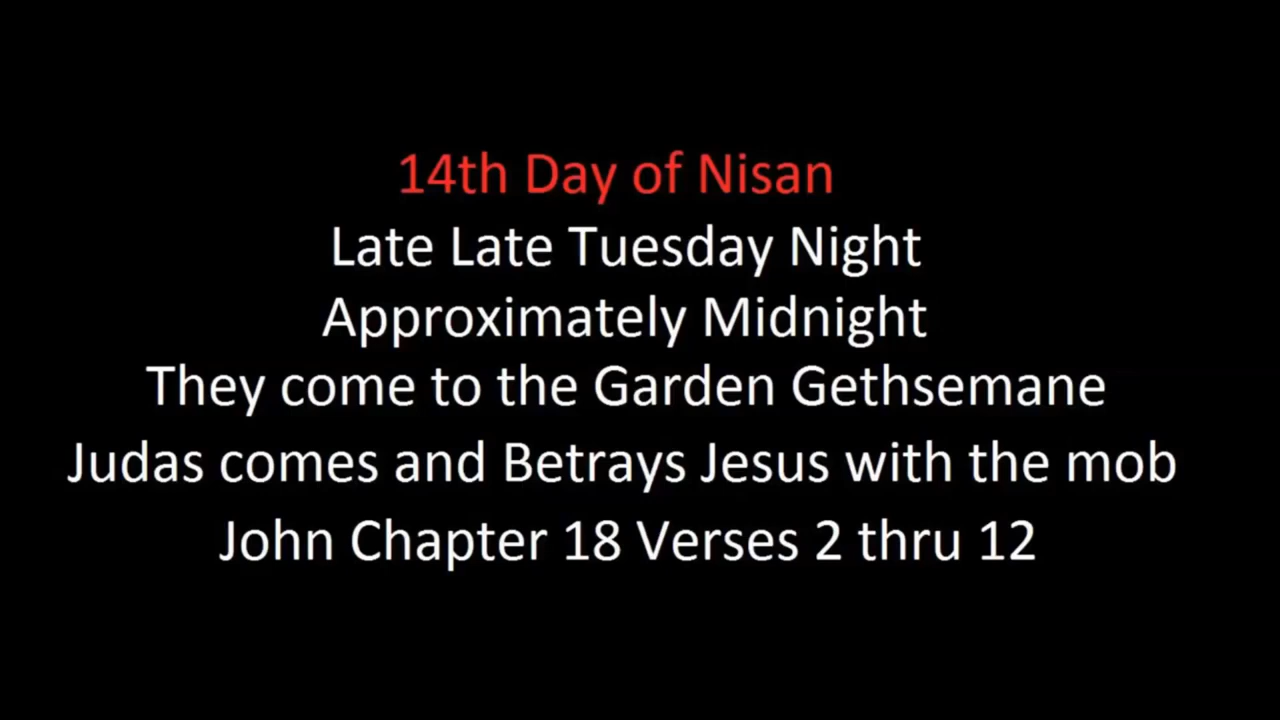 14th Day of Nisan
Late Late Tuesday Night
Approximately Midnight
They come to the Garden Gethsemane
Judas comes and Betrays Jesus with the mob
John Chapter 18 Verses 2 thru 12